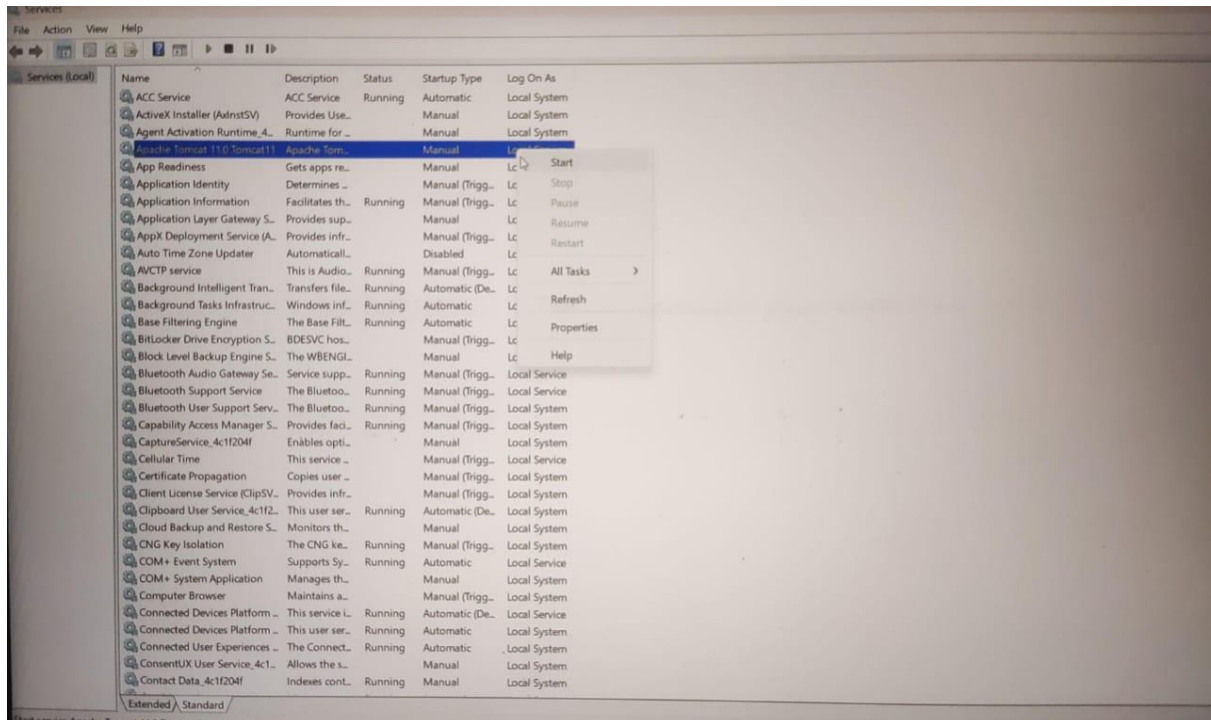 Services
File Action View Help
Services (Local)
Name Description Status Startup Type Log On As
ACC Service ACC Service Running Automatic Local System
ActiveX Installer (AxInstSV) Provides Use... Manual Local System
Agent Activation Runtime_4... Runtime for ... Manual Local System
Apache Tomcat 11.0 Tomcat11 Apache Tom... Manual
App Readiness Gets apps re... Manual Lc
Application Identity Determines ... Manual (Trigg... Lc
Application Information Facilitates th... Running Manual (Trigg... Lc
Application Layer Gateway S... Provides sup... Manual Lc
AppX Deployment Service (A... Provides infr... Manual (Trigg... Lc
Auto Time Zone Updater Automaticall... Disabled Lc
AVCTP service This is Audio... Running Manual (Trigg... Lc
Background Intelligent Tran... Transfers file... Running Automatic (De... Lc
Background Tasks Infrastruc... Windows inf... Running Automatic Lc
Base Filtering Engine The Base Filt... Running Automatic Lc
BitLocker Drive Encryption S... BDESVC hos... Manual (Trigg... Lc
Block Level Backup Engine S... The WBENGI... Manual Lc
Bluetooth Audio Gateway Se... Service supp... Running Manual (Trigg... Local Service
Bluetooth Support Service The Bluetoo... Running Manual (Trigg... Local Service
Bluetooth User Support Serv... The Bluetoo... Running Manual (Trigg... Local System
Capability Access Manager S... Provides faci... Running Manual (Trigg... Local System
CaptureService_4c1f204f Enables opti... Manual Local System
Cellular Time This service ... Manual (Trigg... Local Service
Certificate Propagation Copies user ... Manual (Trigg... Local System
Client License Service (ClipSV... Provides infr... Manual (Trigg... Local System
Clipboard User Service_4c1f2... This user ser... Running Automatic (De... Local System
Cloud Backup and Restore S... Monitors th... Manual Local System
CNG Key Isolation The CNG ke... Running Manual (Trigg... Local System
COM+ Event System Supports Sy... Running Automatic Local Service
COM+ System Application Manages th... Manual Local System
Computer Browser Maintains a... Manual (Trigg... Local System
Connected Devices Platform ... This service i... Running Automatic (De... Local Service
Connected Devices Platform ... This user ser... Running Automatic Local System
Connected User Experiences ... The Connect... Running Automatic Local System
ConsentUX User Service_4c1... Allows the s... Manual Local System
Contact Data_4c1f204f Indexes cont... Running Manual Local System
Start
Stop
Pause
Resume
Restart
All Tasks
Refresh
Properties
Help
Extended Standard